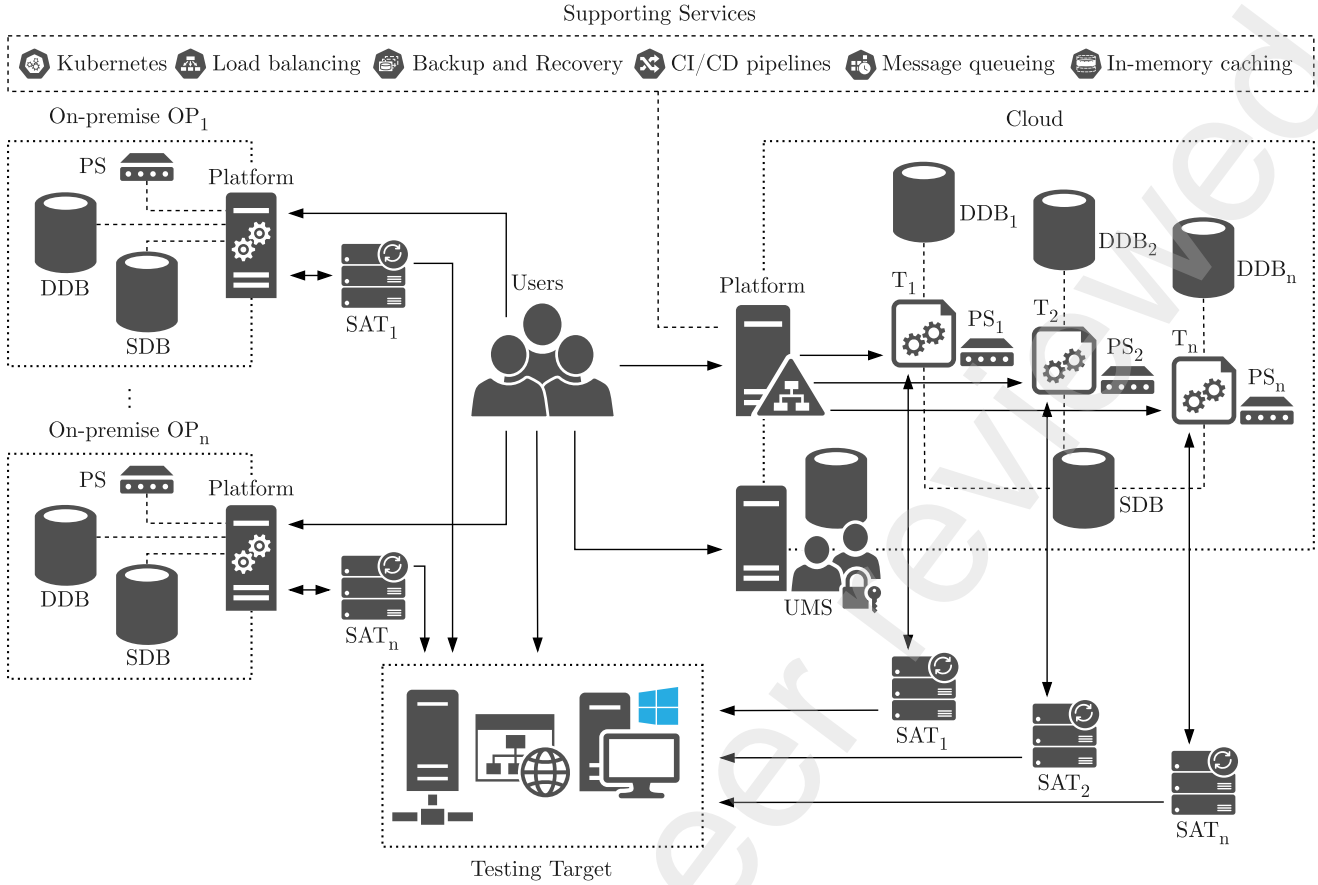 Supporting Services
Kubernetes Load balancing Backup and Recovery CI/CD pipelines Message queueing In-memory caching
On-premise OP1
PS
Platform
DDB
SDB
SAT1
⋮
On-premise OPn
PS
Platform
DDB
SDB
SATn
Users
Cloud
Platform
DDB1
DDB2
DDBn
T1
PS1
T2
PS2
Tn
PSn
SDB
UMS
SAT1
SAT2
SATn
Testing Target
eer reviewed